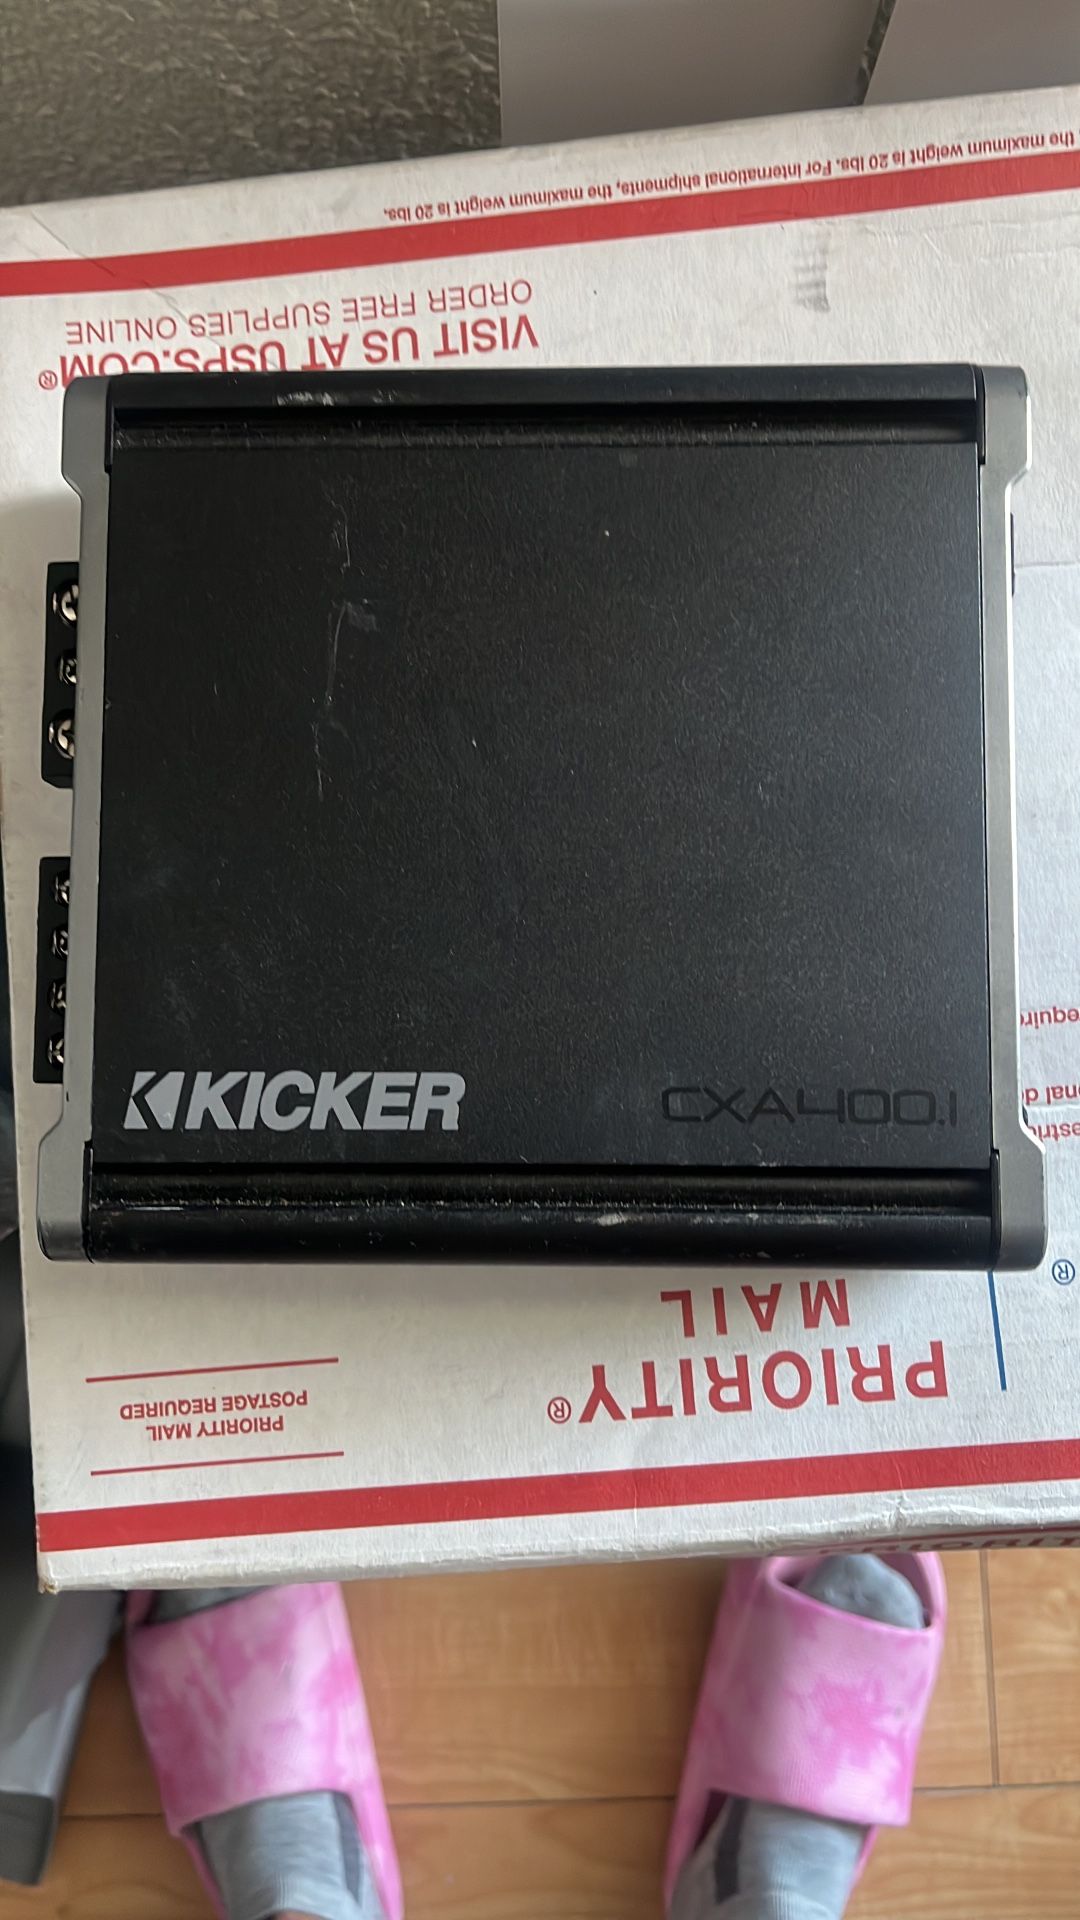 the maximum weight is 20 lbs. For international shipments, the maximum weight is 20 lbs.
ORDER FREE SUPPLIES ONLINE
VISIT US AT USPS.COM®
KICKER
CXA400.1
®
PRIORITY®
MAIL
PRIORITY MAIL
POSTAGE REQUIRED